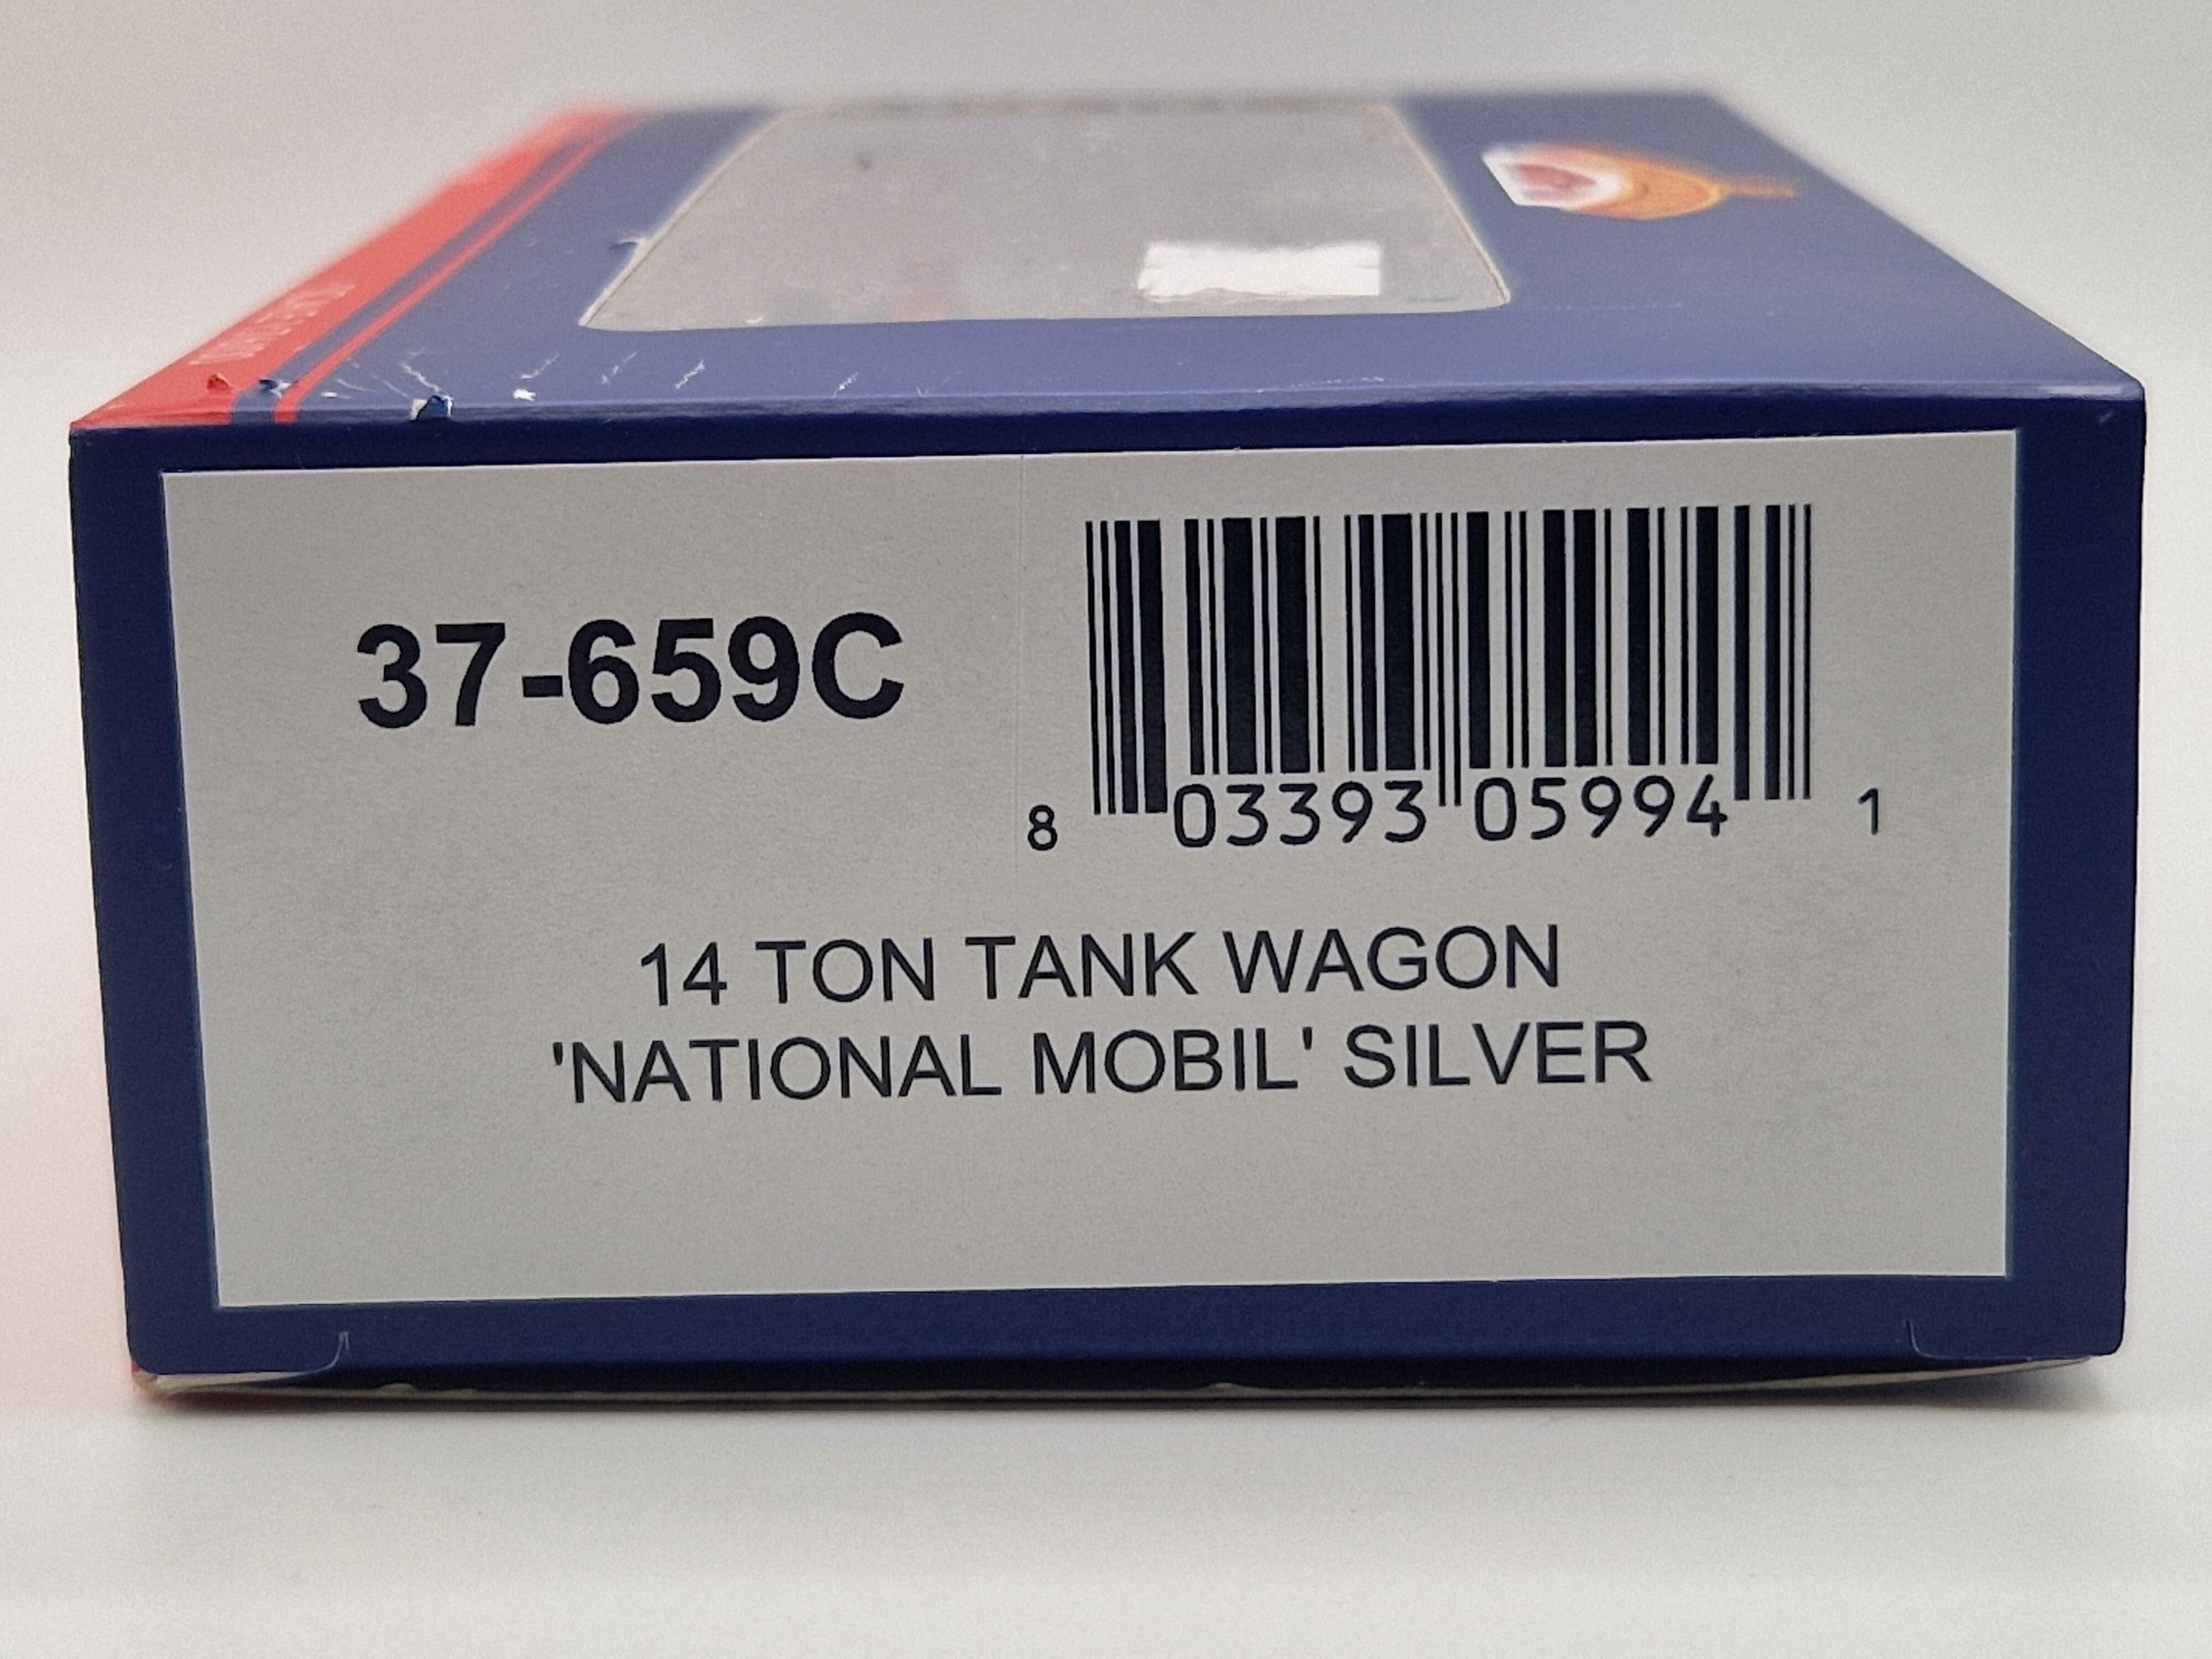 37-659C
8 03393 05994 1
14 TON TANK WAGON
'NATIONAL MOBIL' SILVER